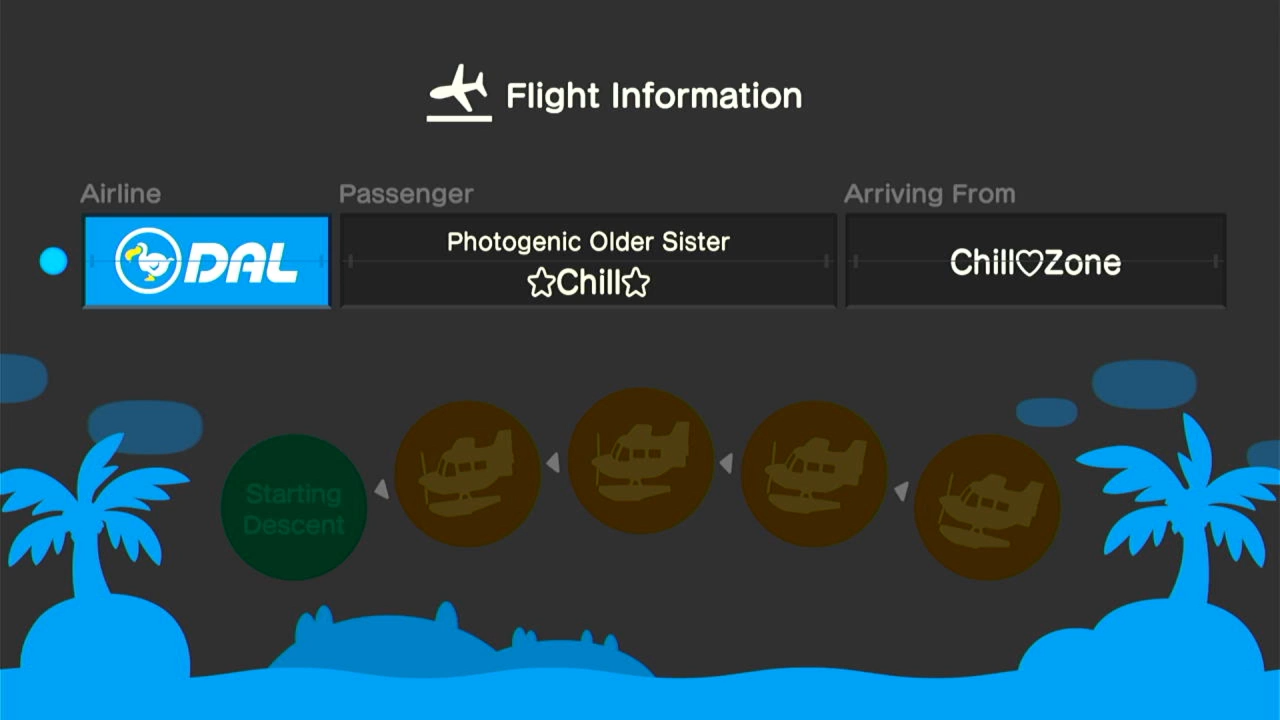 Flight Information
Airline
Passenger
Arriving From
DAL
Photogenic Older Sister
☆Chill☆
Chill♡Zone
Starting
Descent